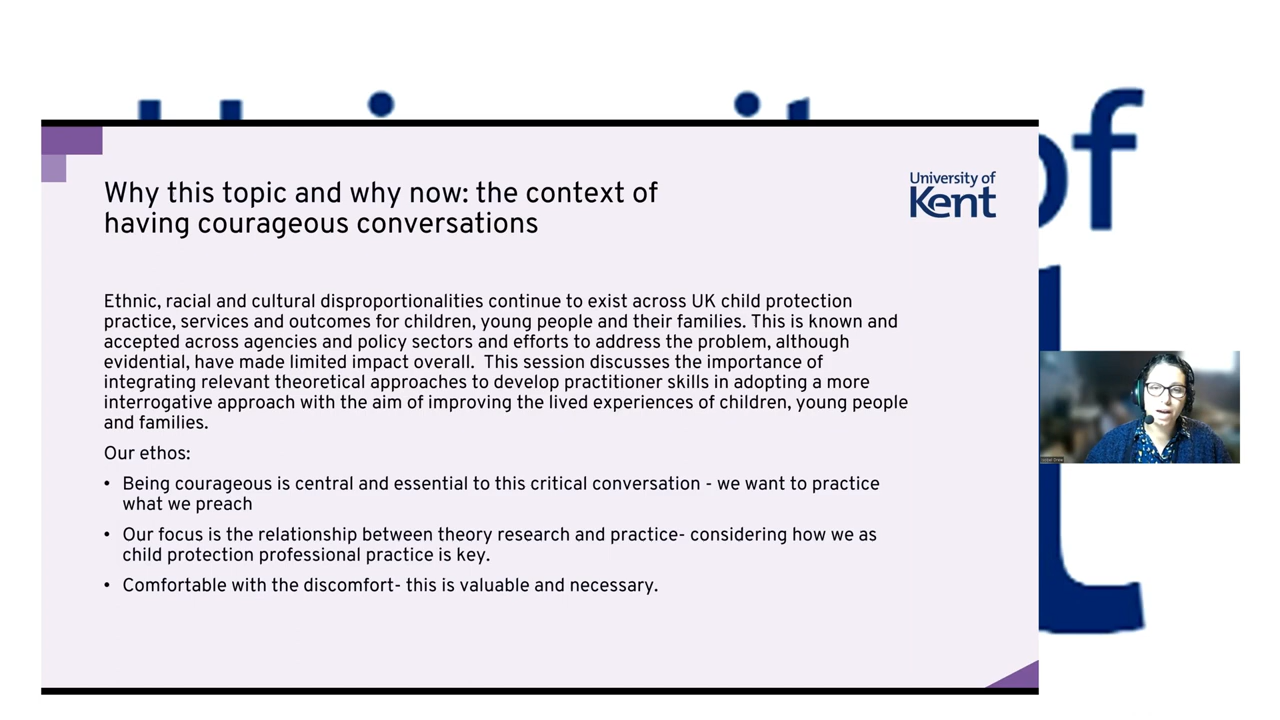 Why this topic and why now: the context of
having courageous conversations
University of
Kent
Ethnic, racial and cultural disproportionalities continue to exist across UK child protection
practice, services and outcomes for children, young people and their families. This is known and
accepted across agencies and policy sectors and efforts to address the problem, although
evidential, have made limited impact overall.  This session discusses the importance of
integrating relevant theoretical approaches to develop practitioner skills in adopting a more
interrogative approach with the aim of improving the lived experiences of children, young people
and families.
Our ethos:
• Being courageous is central and essential to this critical conversation - we want to practice
what we preach
• Our focus is the relationship between theory research and practice- considering how we as
child protection professional practice is key.
• Comfortable with the discomfort- this is valuable and necessary.
of